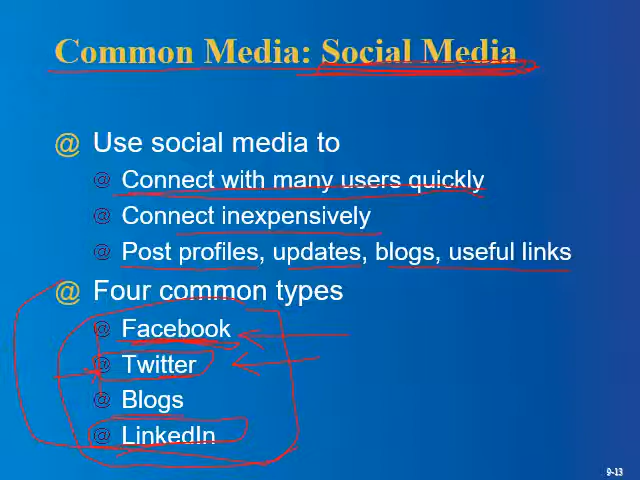 Common Media: Social Media
@ Use social media to
@ Connect with many users quickly
@ Connect inexpensively
@ Post profiles, updates, blogs, useful links
@ Four common types
@ Facebook
@ Twitter
@ Blogs
@ LinkedIn
9-13